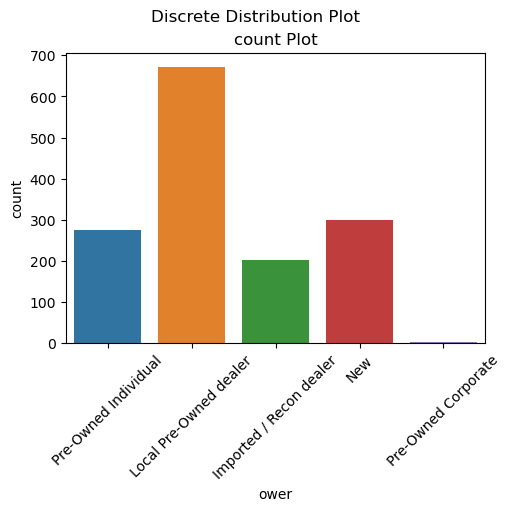 Discrete Distribution Plot
count Plot
700
600
500
400
300
200
100
0
count
Pre-Owned Individual
Local Pre-Owned dealer
Imported / Recon dealer
New
Pre-Owned Corporate
ower